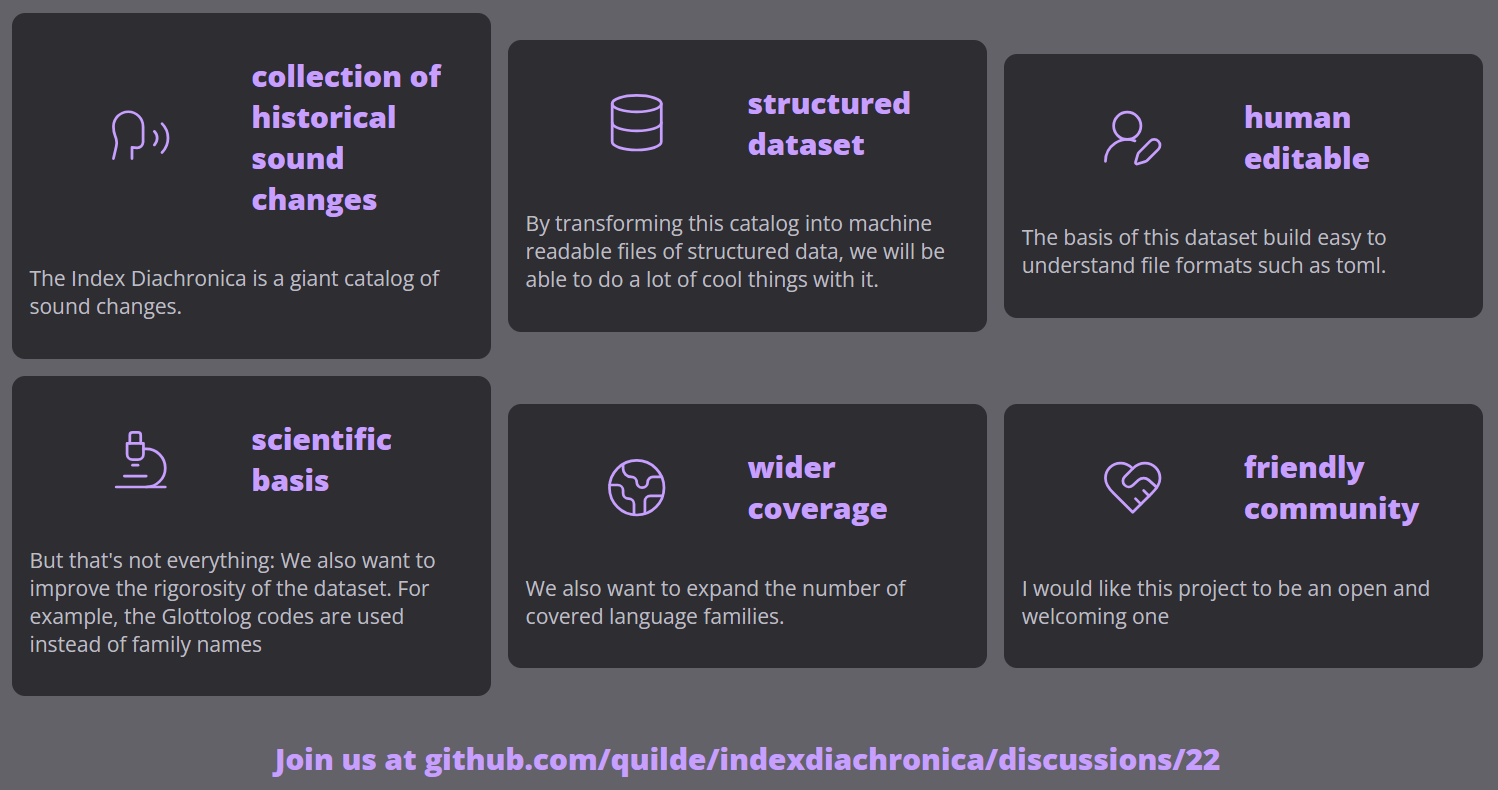 collection of
historical
sound
changes
The Index Diachronica is a giant catalog of
sound changes.
structured
dataset
By transforming this catalog into machine
readable files of structured data, we will be
able to do a lot of cool things with it.
human
editable
The basis of this dataset build easy to
understand file formats such as toml.
scientific
basis
But that's not everything: We also want to
improve the rigorosity of the dataset. For
example, the Glottolog codes are used
instead of family names
wider
coverage
We also want to expand the number of
covered language families.
friendly
community
I would like this project to be an open and
welcoming one
Join us at github.com/quilde/indexdiachronica/discussions/22